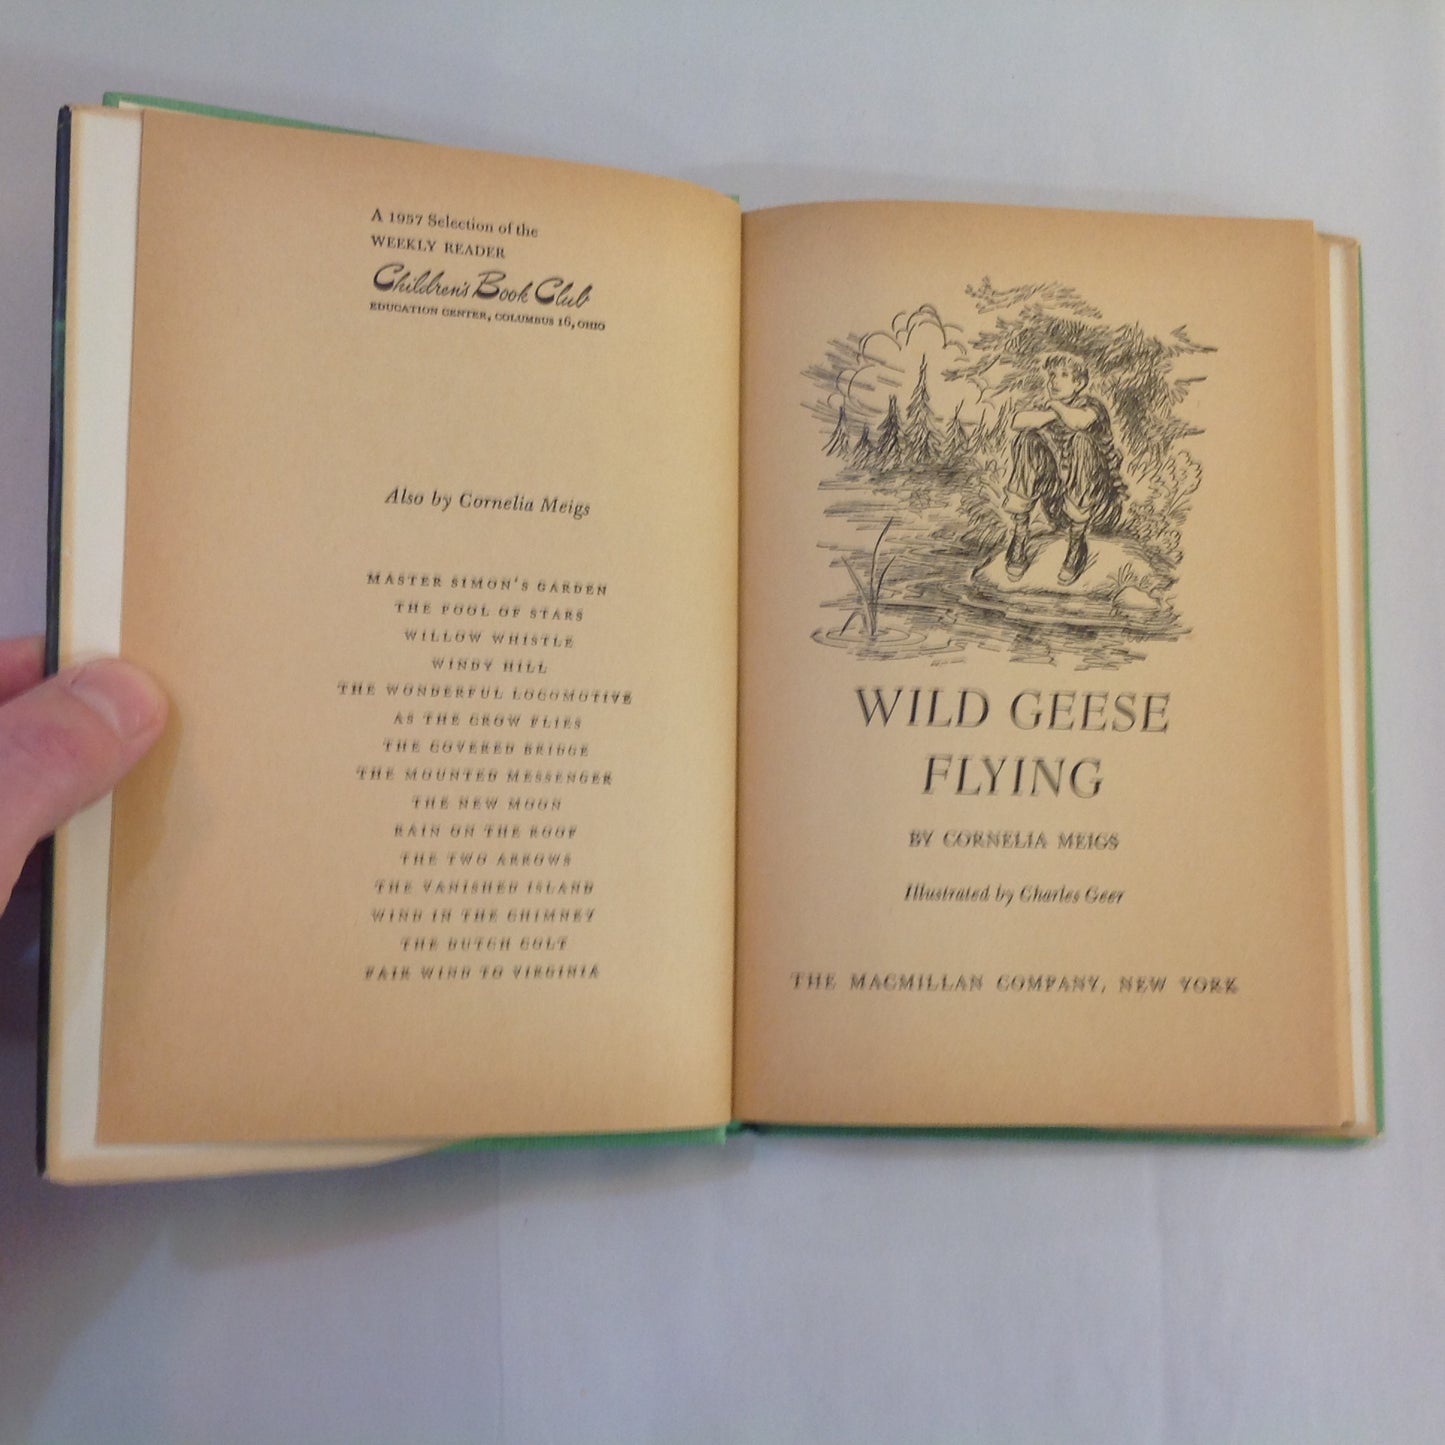 A 1957 Selection of the
WEEKLY READER
Children's Book Club
EDUCATION CENTER, COLUMBUS 16, OHIO
Also by Cornelia Meigs
MASTER SIMON'S GARDEN
THE POOL OF STARS
WILLOW WHISTLE
WINDY HILL
THE WONDERFUL LOCOMOTIVE
AS THE CROW FLIES
THE COVERED BRIDGE
THE MOUNTED MESSENGER
THE NEW MOON
RAIN ON THE ROOF
THE TWO ARROWS
THE VANISHED ISLAND
WIND IN THE CHIMNEY
THE DUTCH COLT
FAIR WIND TO VIRGINIA
WILD GEESE
FLYING
BY CORNELIA MEIGS
Illustrated by Charles Geer
THE MACMILLAN COMPANY, NEW YORK